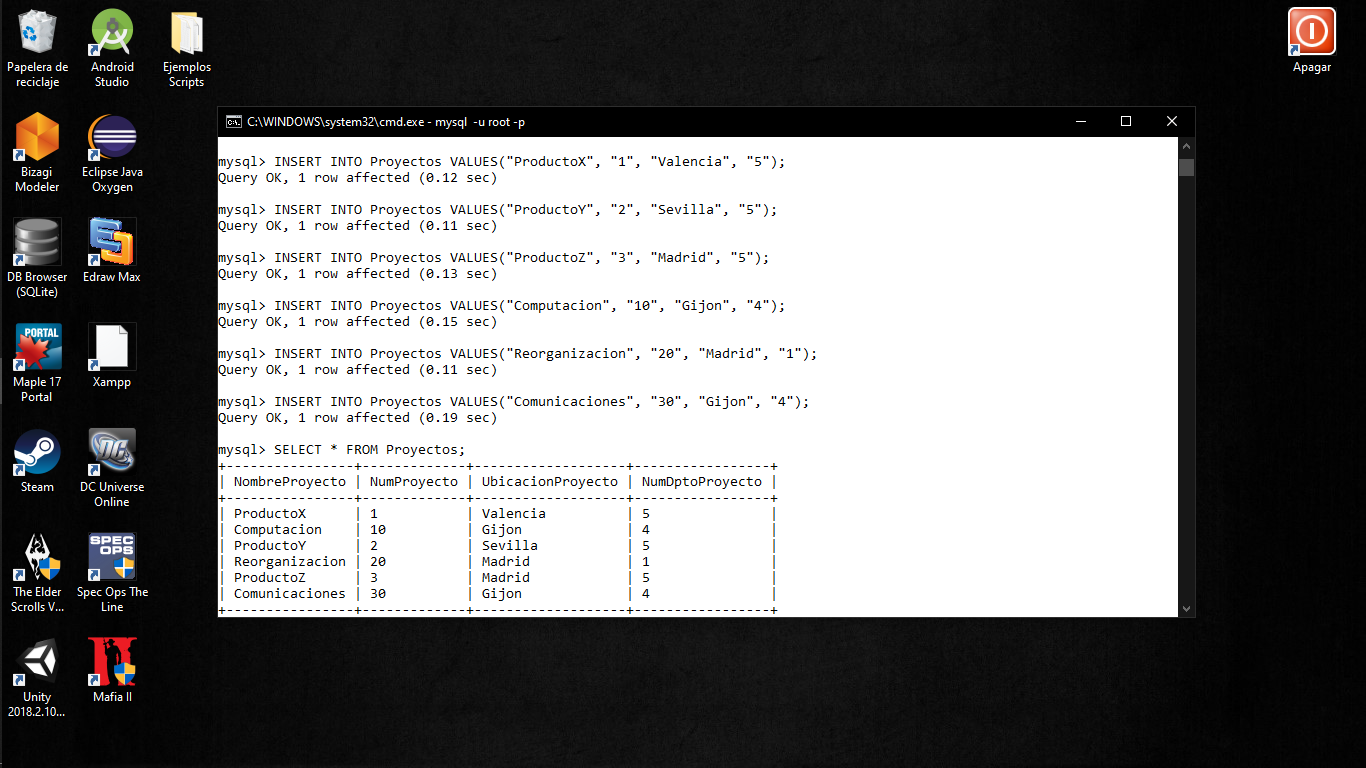 Papelera de
reciclaje
Android
Studio
Ejemplos
Scripts
Apagar
Bizagi
Modeler
Eclipse Java
Oxygen
DB Browser
(SQLite)
Edraw Max
PORTAL
Maple 17
Portal
Xampp
Steam
DC
DC Universe
Online
The Elder
Scrolls V...
SPEC
OPS
Spec Ops The
Line
Unity
2018.2.10...
II
Mafia II
C:\WINDOWS\system32\cmd.exe - mysql  -u root -p
mysql> INSERT INTO Proyectos VALUES("ProductoX", "1", "Valencia", "5");
Query OK, 1 row affected (0.12 sec)
mysql> INSERT INTO Proyectos VALUES("ProductoY", "2", "Sevilla", "5");
Query OK, 1 row affected (0.11 sec)
mysql> INSERT INTO Proyectos VALUES("ProductoZ", "3", "Madrid", "5");
Query OK, 1 row affected (0.13 sec)
mysql> INSERT INTO Proyectos VALUES("Computacion", "10", "Gijon", "4");
Query OK, 1 row affected (0.15 sec)
mysql> INSERT INTO Proyectos VALUES("Reorganizacion", "20", "Madrid", "1");
Query OK, 1 row affected (0.11 sec)
mysql> INSERT INTO Proyectos VALUES("Comunicaciones", "30", "Gijon", "4");
Query OK, 1 row affected (0.19 sec)
mysql> SELECT * FROM Proyectos;
+----------------+-------------+-------------------+-----------------+
| NombreProyecto | NumProyecto | UbicacionProyecto | NumDptoProyecto |
+----------------+-------------+-------------------+-----------------+
| ProductoX      | 1           | Valencia          | 5               |
| Computacion    | 10          | Gijon             | 4               |
| ProductoY      | 2           | Sevilla           | 5               |
| Reorganizacion | 20          | Madrid            | 1               |
| ProductoZ      | 3           | Madrid            | 5               |
| Comunicaciones | 30          | Gijon             | 4               |
+----------------+-------------+-------------------+-----------------+